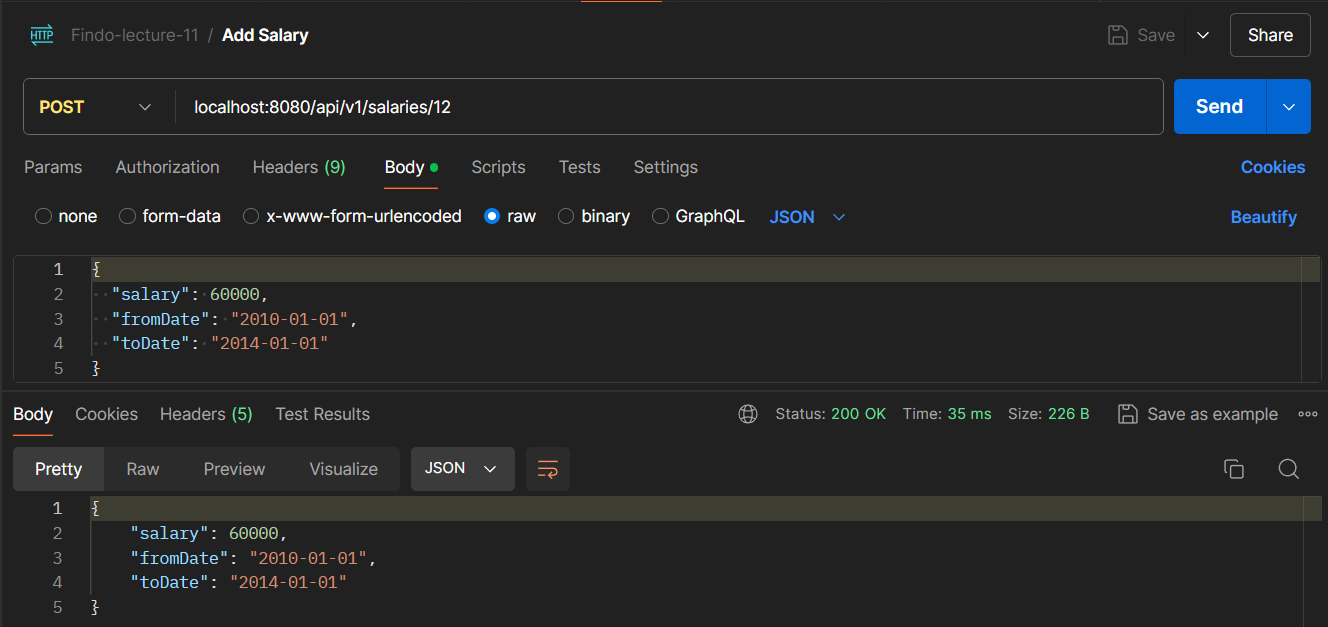 HTTP Findo-lecture-11 / Add Salary Save Share
POST localhost:8080/api/v1/salaries/12 Send
Params Authorization Headers (9) Body Scripts Tests Settings Cookies
none form-data x-www-form-urlencoded raw binary GraphQL JSON Beautify
1 {
2 "salary": 60000,
3 "fromDate": "2010-01-01",
4 "toDate": "2014-01-01"
5 }
Body Cookies Headers (5) Test Results Status: 200 OK Time: 35 ms Size: 226 B Save as example
Pretty Raw Preview Visualize JSON
1 {
2 "salary": 60000,
3 "fromDate": "2010-01-01",
4 "toDate": "2014-01-01"
5 }